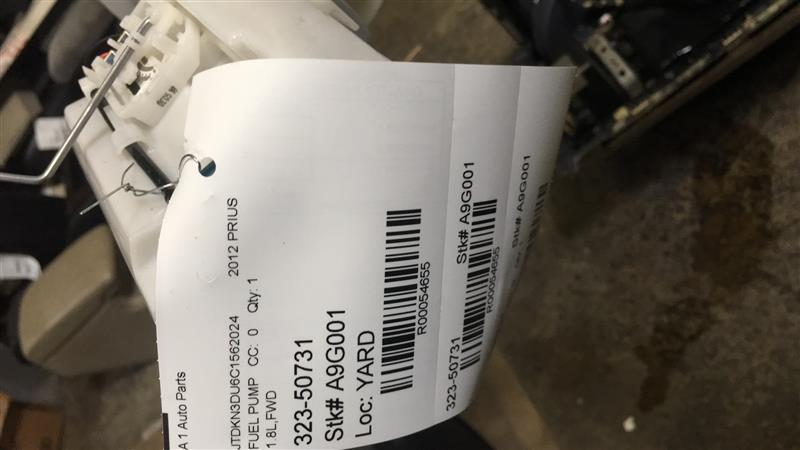 A 1 Auto Parts
JTDKN3DU6C1562024 2012 PRIUS
FUEL PUMP CC: 0 Qty: 1
1.8L,FWD
323-50731
Stk# A9G001
Loc: YARD
R00054655
323-50731 Stk# A9G001
R00054655
Stk# A9G001